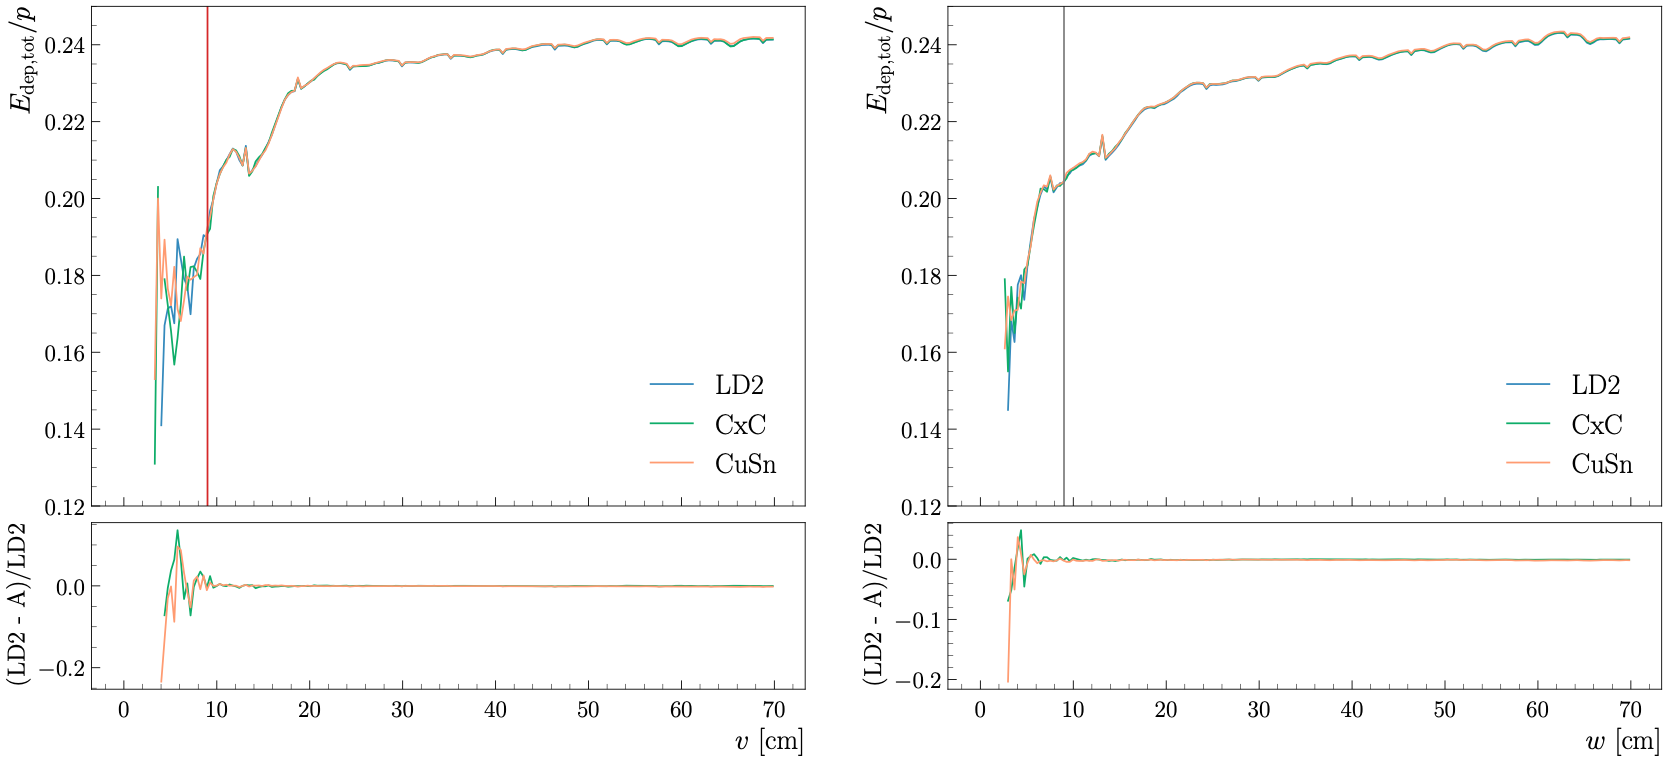 E_dep,tot/p
0.24
0.22
0.20
0.18
0.16
0.14
0.12
LD2
CxC
CuSn
(LD2 - A)/LD2
0.0
−0.2
0 10 20 30 40 50 60 70
v [cm]
E_dep,tot/p
0.24
0.22
0.20
0.18
0.16
0.14
0.12
LD2
CxC
CuSn
(LD2 - A)/LD2
0.0
−0.1
−0.2
0 10 20 30 40 50 60 70
w [cm]